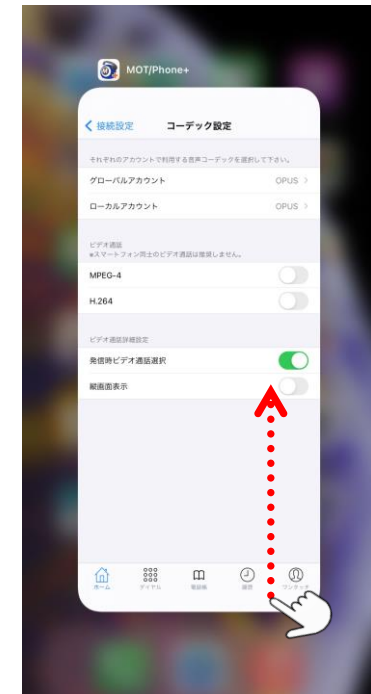 MOT/Phone+
接続設定
コーデック設定
それぞれのアカウントで利用する音声コーデックを選択して下さい。
グローバルアカウント OPUS
ローカルアカウント OPUS
ビデオ通話
※スマートフォン同士のビデオ通話は推奨しません。
MPEG-4
H.264
ビデオ通話詳細設定
発信時ビデオ通話選択
縦画面表示
ホーム ダイヤル 電話帳 履歴 ワンタッチ